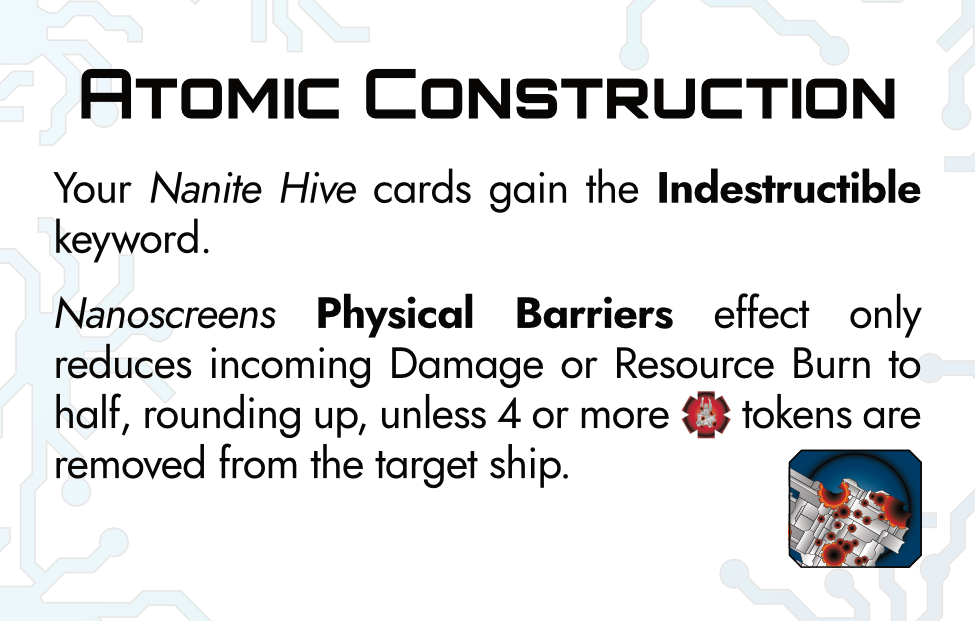 ATOMIC CONSTRUCTION
Your Nanite Hive cards gain the Indestructible
keyword.
Nanoscreens Physical Barriers effect only
reduces incoming Damage or Resource Burn to
half, rounding up, unless 4 or more tokens are
removed from the target ship.